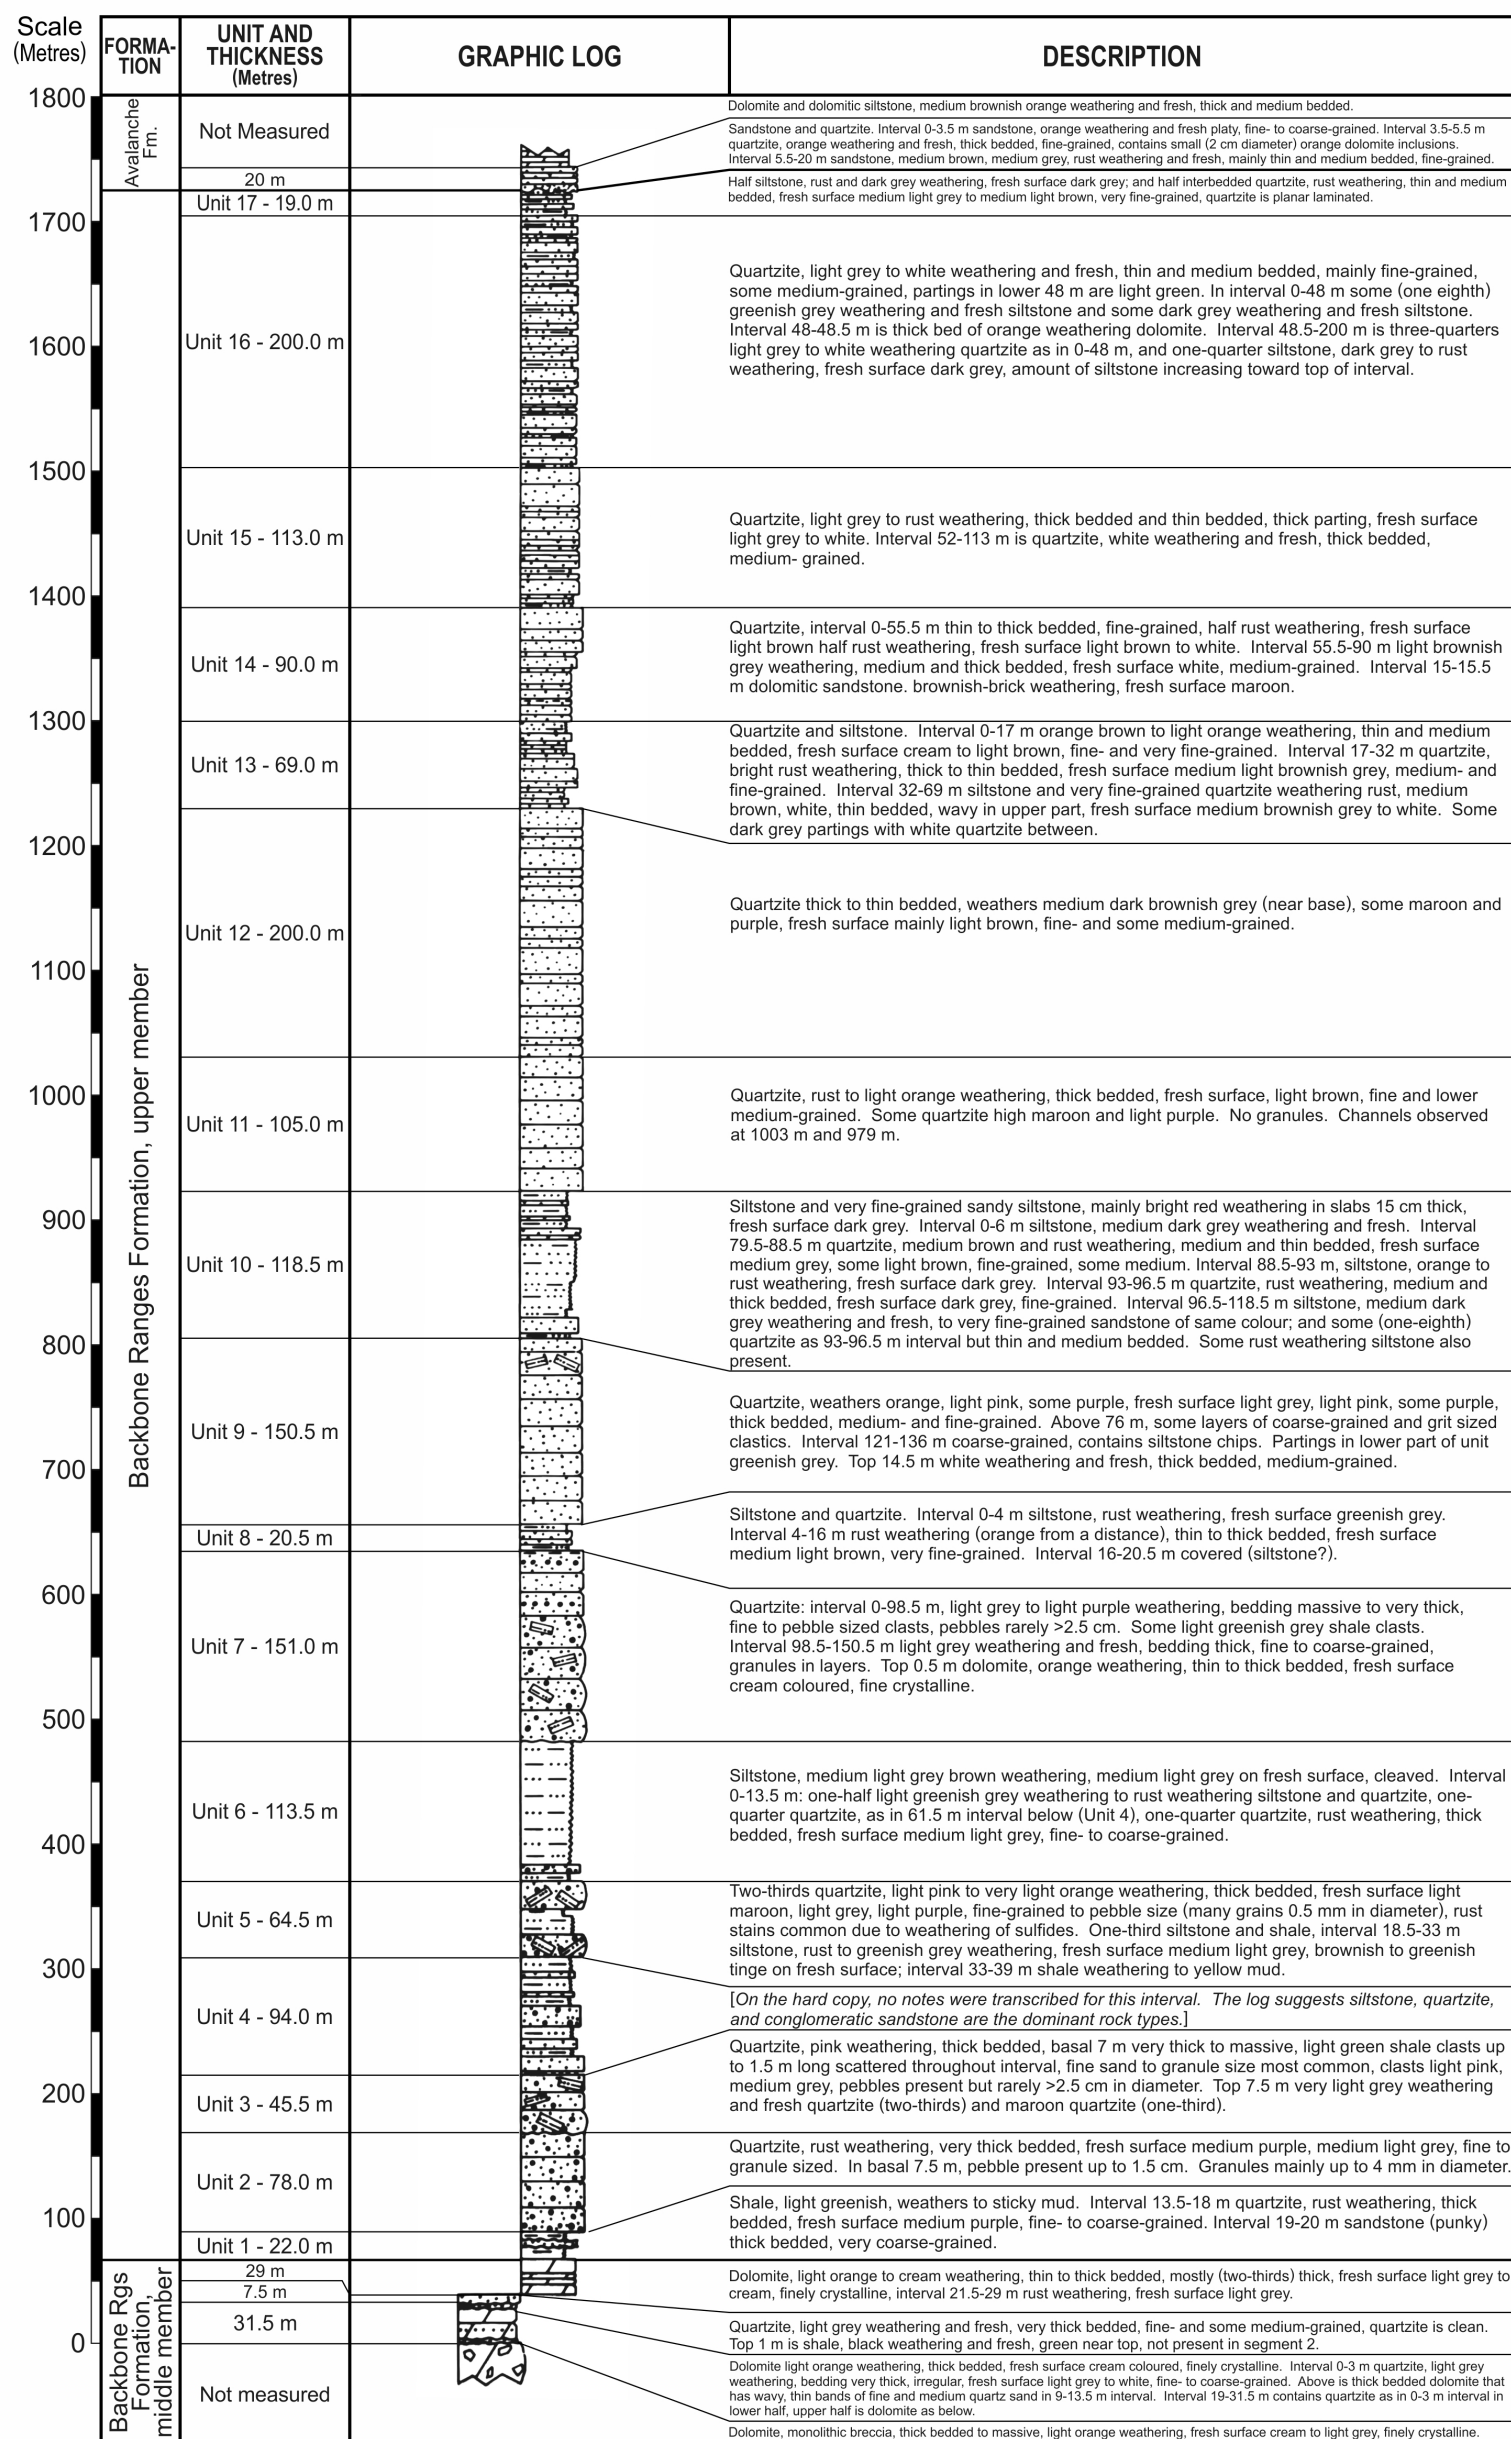 Scale
(Metres)
FORMA-
TION
UNIT AND
THICKNESS
(Metres)
GRAPHIC LOG
DESCRIPTION
1800
1700
1600
1500
1400
1300
1200
1100
1000
900
800
700
600
500
400
300
200
100
0
Avalanche
Fm.
Backbone Ranges Formation, upper member
Backbone Rgs
Formation,
middle member
Not Measured
20 m
Unit 17 - 19.0 m
Unit 16 - 200.0 m
Unit 15 - 113.0 m
Unit 14 - 90.0 m
Unit 13 - 69.0 m
Unit 12 - 200.0 m
Unit 11 - 105.0 m
Unit 10 - 118.5 m
Unit 9 - 150.5 m
Unit 8 - 20.5 m
Unit 7 - 151.0 m
Unit 6 - 113.5 m
Unit 5 - 64.5 m
Unit 4 - 94.0 m
Unit 3 - 45.5 m
Unit 2 - 78.0 m
Unit 1 - 22.0 m
29 m
7.5 m
31.5 m
Not measured
Dolomite and dolomitic siltstone, medium brownish orange weathering and fresh, thick and medium bedded.
Sandstone and quartzite. Interval 0-3.5 m sandstone, orange weathering and fresh platy, fine- to coarse-grained. Interval 3.5-5.5 m
quartzite, orange weathering and fresh, thick bedded, fine-grained, contains small (2 cm diameter) orange dolomite inclusions.
Interval 5.5-20 m sandstone, medium brown, medium grey, rust weathering and fresh, mainly thin and medium bedded, fine-grained.
Half siltstone, rust and dark grey weathering, fresh surface dark grey; and half interbedded quartzite, rust weathering, thin and medium
bedded, fresh surface medium light grey to medium light brown, very fine-grained, quartzite is planar laminated.
Quartzite, light grey to white weathering and fresh, thin and medium bedded, mainly fine-grained,
some medium-grained, partings in lower 48 m are light green. In interval 0-48 m some (one eighth)
greenish grey weathering and fresh siltstone and some dark grey weathering and fresh siltstone.
Interval 48-48.5 m is thick bed of orange weathering dolomite. Interval 48.5-200 m is three-quarters
light grey to white weathering quartzite as in 0-48 m, and one-quarter siltstone, dark grey to rust
weathering, fresh surface dark grey, amount of siltstone increasing toward top of interval.
Quartzite, light grey to rust weathering, thick bedded and thin bedded, thick parting, fresh surface
light grey to white. Interval 52-113 m is quartzite, white weathering and fresh, thick bedded,
medium- grained.
Quartzite, interval 0-55.5 m thin to thick bedded, fine-grained, half rust weathering, fresh surface
light brown half rust weathering, fresh surface light brown to white. Interval 55.5-90 m light brownish
grey weathering, medium and thick bedded, fresh surface white, medium-grained. Interval 15-15.5
m dolomitic sandstone. brownish-brick weathering, fresh surface maroon.
Quartzite and siltstone. Interval 0-17 m orange brown to light orange weathering, thin and medium
bedded, fresh surface cream to light brown, fine- and very fine-grained. Interval 17-32 m quartzite,
bright rust weathering, thick to thin bedded, fresh surface medium light brownish grey, medium- and
fine-grained. Interval 32-69 m siltstone and very fine-grained quartzite weathering rust, medium
brown, white, thin bedded, wavy in upper part, fresh surface medium brownish grey to white. Some
dark grey partings with white quartzite between.
Quartzite thick to thin bedded, weathers medium dark brownish grey (near base), some maroon and
purple, fresh surface mainly light brown, fine- and some medium-grained.
Quartzite, rust to light orange weathering, thick bedded, fresh surface, light brown, fine and lower
medium-grained. Some quartzite high maroon and light purple. No granules. Channels observed
at 1003 m and 979 m.
Siltstone and very fine-grained sandy siltstone, mainly bright red weathering in slabs 15 cm thick,
fresh surface dark grey. Interval 0-6 m siltstone, medium dark grey weathering and fresh. Interval
79.5-88.5 m quartzite, medium brown and rust weathering, medium and thin bedded, fresh surface
medium grey, some light brown, fine-grained, some medium. Interval 88.5-93 m, siltstone, orange to
rust weathering, fresh surface dark grey. Interval 93-96.5 m quartzite, rust weathering, medium and
thick bedded, fresh surface dark grey, fine-grained. Interval 96.5-118.5 m siltstone, medium dark
grey weathering and fresh, to very fine-grained sandstone of same colour; and some (one-eighth)
quartzite as 93-96.5 m interval but thin and medium bedded. Some rust weathering siltstone also
present.
Quartzite, weathers orange, light pink, some purple, fresh surface light grey, light pink, some purple,
thick bedded, medium- and fine-grained. Above 76 m, some layers of coarse-grained and grit sized
clastics. Interval 121-136 m coarse-grained, contains siltstone chips. Partings in lower part of unit
greenish grey. Top 14.5 m white weathering and fresh, thick bedded, medium-grained.
Siltstone and quartzite. Interval 0-4 m siltstone, rust weathering, fresh surface greenish grey.
Interval 4-16 m rust weathering (orange from a distance), thin to thick bedded, fresh surface
medium light brown, very fine-grained. Interval 16-20.5 m covered (siltstone?).
Quartzite: interval 0-98.5 m, light grey to light purple weathering, bedding massive to very thick,
fine to pebble sized clasts, pebbles rarely >2.5 cm. Some light greenish grey shale clasts.
Interval 98.5-150.5 m light grey weathering and fresh, bedding thick, fine to coarse-grained,
granules in layers. Top 0.5 m dolomite, orange weathering, thin to thick bedded, fresh surface
cream coloured, fine crystalline.
Siltstone, medium light grey brown weathering, medium light grey on fresh surface, cleaved. Interval
0-13.5 m: one-half light greenish grey weathering to rust weathering siltstone and quartzite, one-
quarter quartzite, as in 61.5 m interval below (Unit 4), one-quarter quartzite, rust weathering, thick
bedded, fresh surface medium light grey, fine- to coarse-grained.
Two-thirds quartzite, light pink to very light orange weathering, thick bedded, fresh surface light
maroon, light grey, light purple, fine-grained to pebble size (many grains 0.5 mm in diameter), rust
stains common due to weathering of sulfides. One-third siltstone and shale, interval 18.5-33 m
siltstone, rust to greenish grey weathering, fresh surface medium light grey, brownish to greenish
tinge on fresh surface; interval 33-39 m shale weathering to yellow mud.
[On the hard copy, no notes were transcribed for this interval. The log suggests siltstone, quartzite,
and conglomeratic sandstone are the dominant rock types.]
Quartzite, pink weathering, thick bedded, basal 7 m very thick to massive, light green shale clasts up
to 1.5 m long scattered throughout interval, fine sand to granule size most common, clasts light pink,
medium grey, pebbles present but rarely >2.5 cm in diameter. Top 7.5 m very light grey weathering
and fresh quartzite (two-thirds) and maroon quartzite (one-third).
Quartzite, rust weathering, very thick bedded, fresh surface medium purple, medium light grey, fine to
granule sized. In basal 7.5 m, pebble present up to 1.5 cm. Granules mainly up to 4 mm in diameter.
Shale, light greenish, weathers to sticky mud. Interval 13.5-18 m quartzite, rust weathering, thick
bedded, fresh surface medium purple, fine- to coarse-grained. Interval 19-20 m sandstone (punky)
thick bedded, very coarse-grained.
Dolomite, light orange to cream weathering, thin to thick bedded, mostly (two-thirds) thick, fresh surface light grey to
cream, finely crystalline, interval 21.5-29 m rust weathering, fresh surface light grey.
Quartzite, light grey weathering and fresh, very thick bedded, fine- and some medium-grained, quartzite is clean.
Top 1 m is shale, black weathering and fresh, green near top, not present in segment 2.
Dolomite light orange weathering, thick bedded, fresh surface cream coloured, finely crystalline. Interval 0-3 m quartzite, light grey
weathering, bedding very thick, irregular, fresh surface light grey to white, fine- to coarse-grained. Above is thick bedded dolomite that
has wavy, thin bands of fine and medium quartz sand in 9-13.5 m interval. Interval 19-31.5 m contains quartzite as in 0-3 m interval in
lower half, upper half is dolomite as below.
Dolomite, monolithic breccia, thick bedded to massive, light orange weathering, fresh surface cream to light grey, finely crystalline.